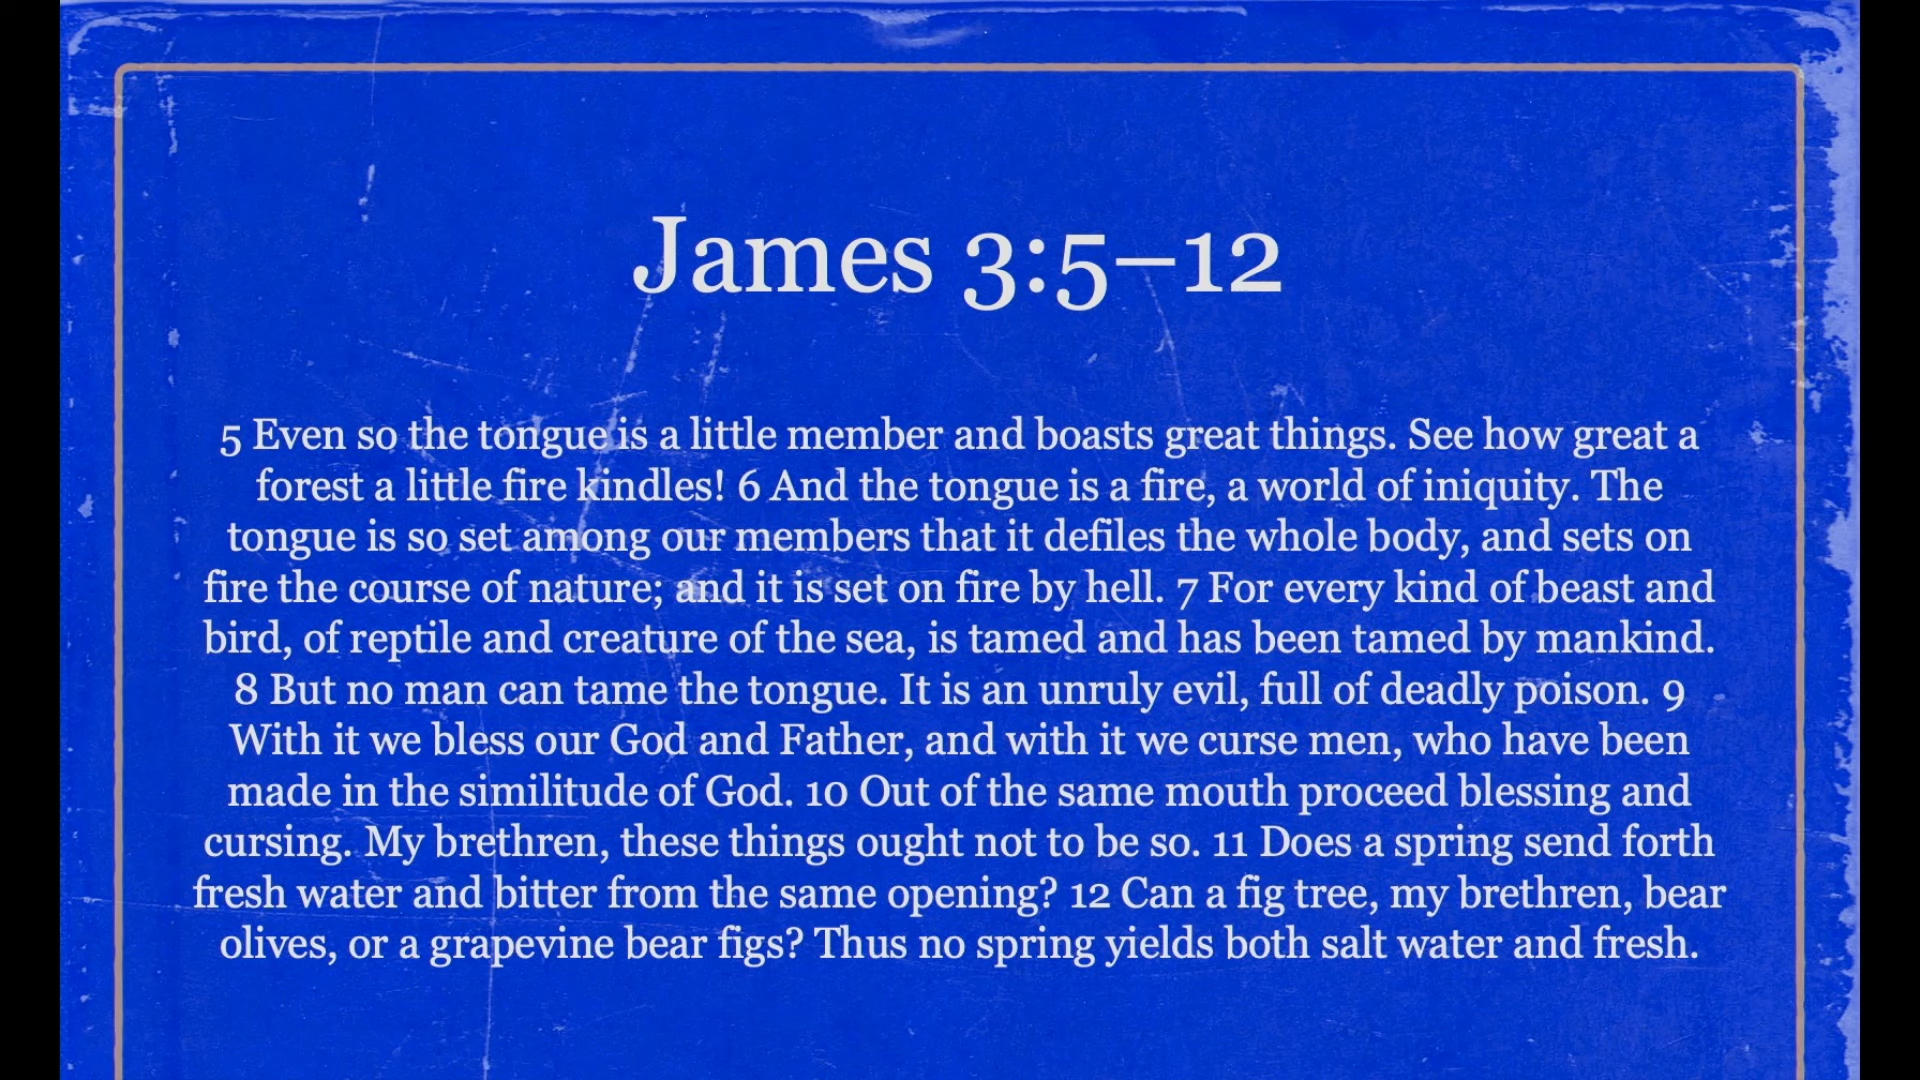 James 3:5–12
5 Even so the tongue is a little member and boasts great things. See how great a
forest a little fire kindles! 6 And the tongue is a fire, a world of iniquity. The
tongue is so set among our members that it defiles the whole body, and sets on
fire the course of nature; and it is set on fire by hell. 7 For every kind of beast and
bird, of reptile and creature of the sea, is tamed and has been tamed by mankind.
8 But no man can tame the tongue. It is an unruly evil, full of deadly poison. 9
With it we bless our God and Father, and with it we curse men, who have been
made in the similitude of God. 10 Out of the same mouth proceed blessing and
cursing. My brethren, these things ought not to be so. 11 Does a spring send forth
fresh water and bitter from the same opening? 12 Can a fig tree, my brethren, bear
olives, or a grapevine bear figs? Thus no spring yields both salt water and fresh.